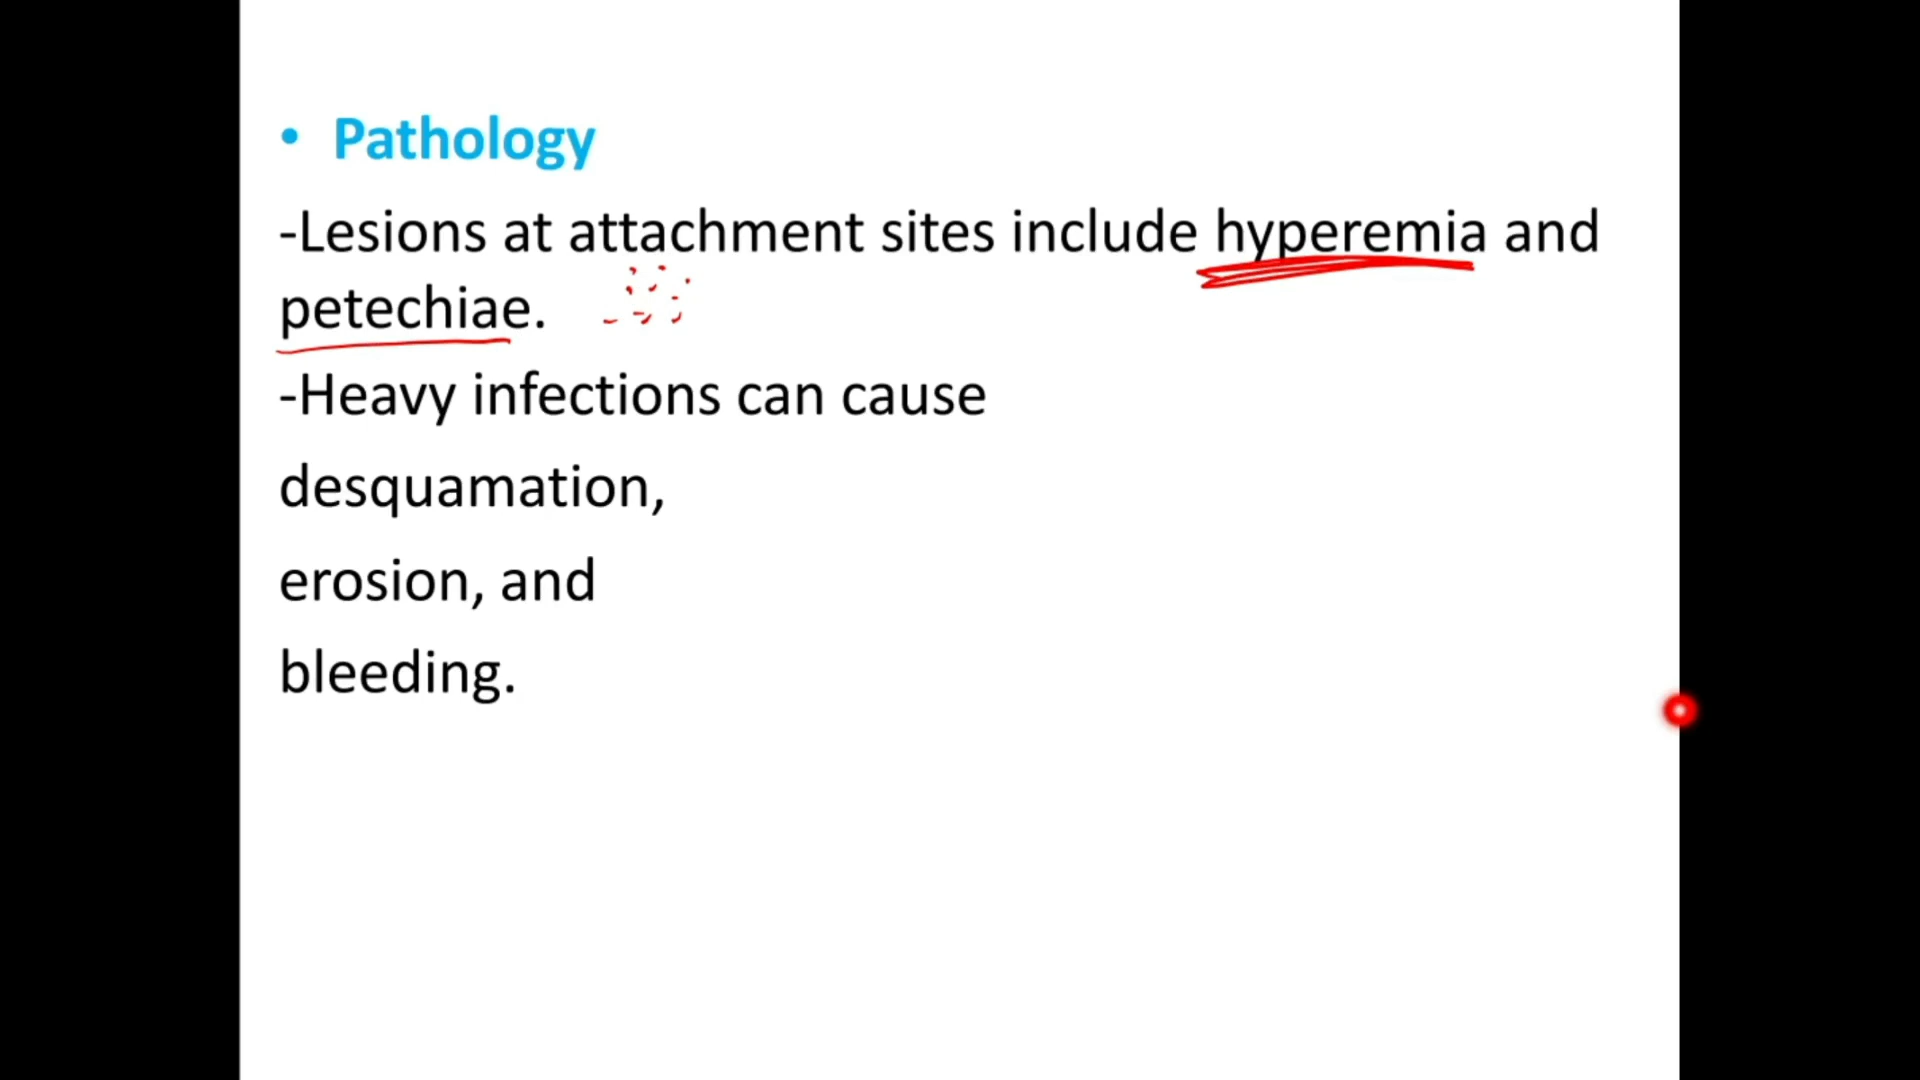 • Pathology
-Lesions at attachment sites include hyperemia and
petechiae.
-Heavy infections can cause
desquamation,
erosion, and
bleeding.